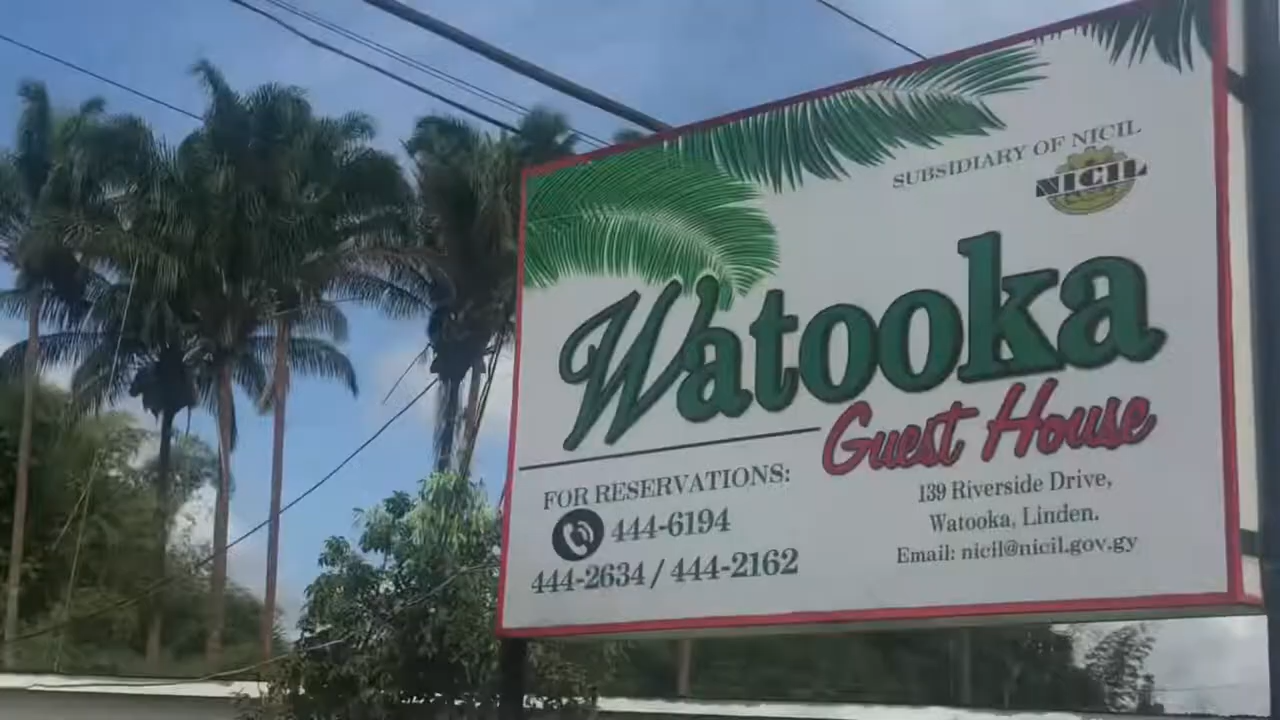 SUBSIDIARY OF NICIL
NICIL
Watooka
Guest House
FOR RESERVATIONS:
444-6194
444-2634 / 444-2162
139 Riverside Drive,
Watooka, Linden.
Email: nicil@nicil.gov.gy